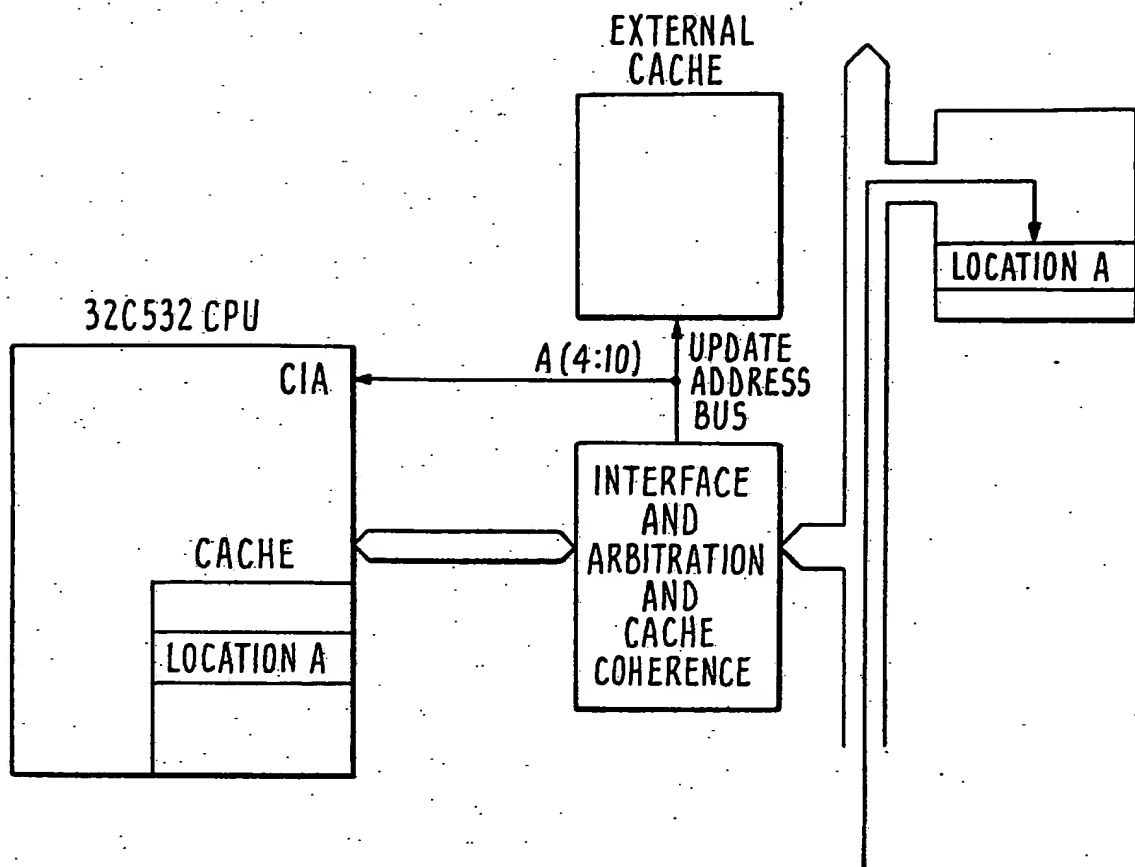 EXTERNAL
CACHE
LOCATION A
32C532 CPU
CIA
A (4:10)
UPDATE
ADDRESS
BUS
INTERFACE
AND
ARBITRATION
AND
CACHE
COHERENCE
CACHE
LOCATION A